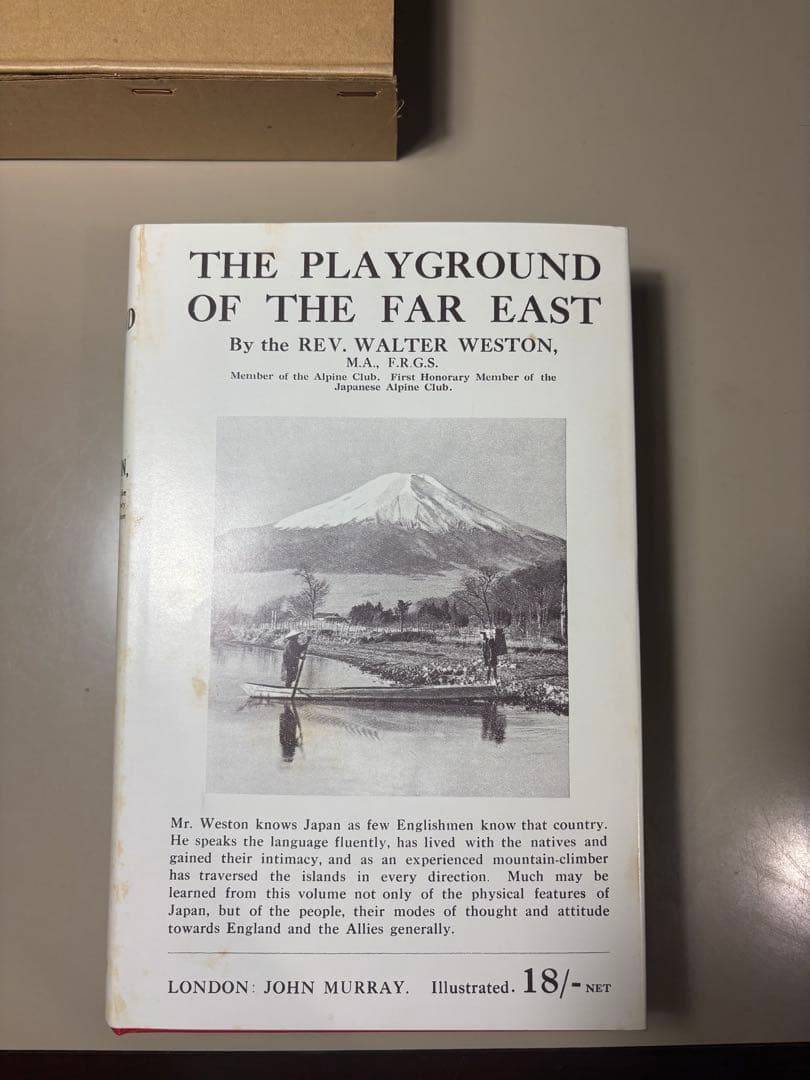 THE PLAYGROUND
OF THE FAR EAST
By the REV. WALTER WESTON,
M.A., F.R.G.S.
Member of the Alpine Club. First Honorary Member of the
Japanese Alpine Club.
Mr. Weston knows Japan as few Englishmen know that country.
He speaks the language fluently, has lived with the natives and
gained their intimacy, and as an experienced mountain-climber
has traversed the islands in every direction. Much may be
learned from this volume not only of the physical features of
Japan, but of the people, their modes of thought and attitude
towards England and the Allies generally.
LONDON: JOHN MURRAY. Illustrated. 18/- NET